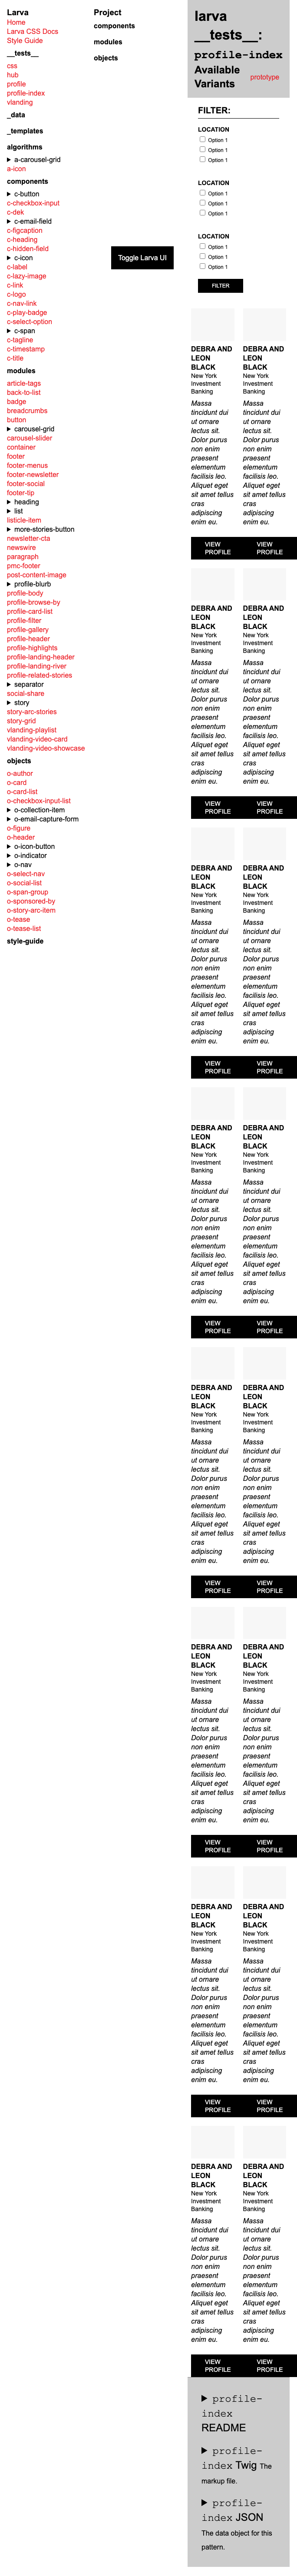 Larva
Home
Larva CSS Docs
Style Guide
__tests__
css
hub
profile
profile-index
vlanding
_data
_templates
algorithms
a-carousel-grid
a-icon
components
c-button
c-checkbox-input
c-dek
c-email-field
c-figcaption
c-heading
c-hidden-field
c-icon
c-label
c-lazy-image
c-link
c-logo
c-nav-link
c-play-badge
c-select-option
c-span
c-tagline
c-timestamp
c-title
modules
article-tags
back-to-list
badge
breadcrumbs
button
carousel-grid
carousel-slider
container
footer
footer-menus
footer-newsletter
footer-social
footer-tip
heading
list
listicle-item
more-stories-button
newsletter-cta
newswire
paragraph
pmc-footer
post-content-image
profile-blurb
profile-body
profile-browse-by
profile-card-list
profile-filter
profile-gallery
profile-header
profile-highlights
profile-landing-header
profile-landing-river
profile-related-stories
separator
social-share
story
story-arc-stories
story-grid
vlanding-playlist
vlanding-video-card
vlanding-video-showcase
objects
o-author
o-card
o-card-list
o-checkbox-input-list
o-collection-item
o-email-capture-form
o-figure
o-header
o-icon-button
o-indicator
o-nav
o-select-nav
o-social-list
o-span-group
o-sponsored-by
o-story-arc-item
o-tease
o-tease-list
style-guide
Project
components
modules
objects
Toggle Larva UI
larva
__tests__:
profile-index
Available
Variants
prototype
FILTER:
LOCATION
Option 1
Option 1
Option 1
LOCATION
Option 1
Option 1
Option 1
LOCATION
Option 1
Option 1
Option 1
FILTER
DEBRA AND
LEON
BLACK
New York
Investment
Banking
Massa
tincidunt dui
ut ornare
lectus sit.
Dolor purus
non enim
praesent
elementum
facilisis leo.
Aliquet eget
sit amet tellus
cras
adipiscing
enim eu.
VIEW
PROFILE
DEBRA AND
LEON
BLACK
New York
Investment
Banking
Massa
tincidunt dui
ut ornare
lectus sit.
Dolor purus
non enim
praesent
elementum
facilisis leo.
Aliquet eget
sit amet tellus
cras
adipiscing
enim eu.
VIEW
PROFILE
DEBRA AND
LEON
BLACK
New York
Investment
Banking
Massa
tincidunt dui
ut ornare
lectus sit.
Dolor purus
non enim
praesent
elementum
facilisis leo.
Aliquet eget
sit amet tellus
cras
adipiscing
enim eu.
VIEW
PROFILE
DEBRA AND
LEON
BLACK
New York
Investment
Banking
Massa
tincidunt dui
ut ornare
lectus sit.
Dolor purus
non enim
praesent
elementum
facilisis leo.
Aliquet eget
sit amet tellus
cras
adipiscing
enim eu.
VIEW
PROFILE
DEBRA AND
LEON
BLACK
New York
Investment
Banking
Massa
tincidunt dui
ut ornare
lectus sit.
Dolor purus
non enim
praesent
elementum
facilisis leo.
Aliquet eget
sit amet tellus
cras
adipiscing
enim eu.
VIEW
PROFILE
DEBRA AND
LEON
BLACK
New York
Investment
Banking
Massa
tincidunt dui
ut ornare
lectus sit.
Dolor purus
non enim
praesent
elementum
facilisis leo.
Aliquet eget
sit amet tellus
cras
adipiscing
enim eu.
VIEW
PROFILE
DEBRA AND
LEON
BLACK
New York
Investment
Banking
Massa
tincidunt dui
ut ornare
lectus sit.
Dolor purus
non enim
praesent
elementum
facilisis leo.
Aliquet eget
sit amet tellus
cras
adipiscing
enim eu.
VIEW
PROFILE
DEBRA AND
LEON
BLACK
New York
Investment
Banking
Massa
tincidunt dui
ut ornare
lectus sit.
Dolor purus
non enim
praesent
elementum
facilisis leo.
Aliquet eget
sit amet tellus
cras
adipiscing
enim eu.
VIEW
PROFILE
DEBRA AND
LEON
BLACK
New York
Investment
Banking
Massa
tincidunt dui
ut ornare
lectus sit.
Dolor purus
non enim
praesent
elementum
facilisis leo.
Aliquet eget
sit amet tellus
cras
adipiscing
enim eu.
VIEW
PROFILE
DEBRA AND
LEON
BLACK
New York
Investment
Banking
Massa
tincidunt dui
ut ornare
lectus sit.
Dolor purus
non enim
praesent
elementum
facilisis leo.
Aliquet eget
sit amet tellus
cras
adipiscing
enim eu.
VIEW
PROFILE
DEBRA AND
LEON
BLACK
New York
Investment
Banking
Massa
tincidunt dui
ut ornare
lectus sit.
Dolor purus
non enim
praesent
elementum
facilisis leo.
Aliquet eget
sit amet tellus
cras
adipiscing
enim eu.
VIEW
PROFILE
DEBRA AND
LEON
BLACK
New York
Investment
Banking
Massa
tincidunt dui
ut ornare
lectus sit.
Dolor purus
non enim
praesent
elementum
facilisis leo.
Aliquet eget
sit amet tellus
cras
adipiscing
enim eu.
VIEW
PROFILE
DEBRA AND
LEON
BLACK
New York
Investment
Banking
Massa
tincidunt dui
ut ornare
lectus sit.
Dolor purus
non enim
praesent
elementum
facilisis leo.
Aliquet eget
sit amet tellus
cras
adipiscing
enim eu.
VIEW
PROFILE
DEBRA AND
LEON
BLACK
New York
Investment
Banking
Massa
tincidunt dui
ut ornare
lectus sit.
Dolor purus
non enim
praesent
elementum
facilisis leo.
Aliquet eget
sit amet tellus
cras
adipiscing
enim eu.
VIEW
PROFILE
DEBRA AND
LEON
BLACK
New York
Investment
Banking
Massa
tincidunt dui
ut ornare
lectus sit.
Dolor purus
non enim
praesent
elementum
facilisis leo.
Aliquet eget
sit amet tellus
cras
adipiscing
enim eu.
VIEW
PROFILE
DEBRA AND
LEON
BLACK
New York
Investment
Banking
Massa
tincidunt dui
ut ornare
lectus sit.
Dolor purus
non enim
praesent
elementum
facilisis leo.
Aliquet eget
sit amet tellus
cras
adipiscing
enim eu.
VIEW
PROFILE
profile-
index
README
profile-
index Twig The
markup file.
profile-
index JSON
The data object for this
pattern.